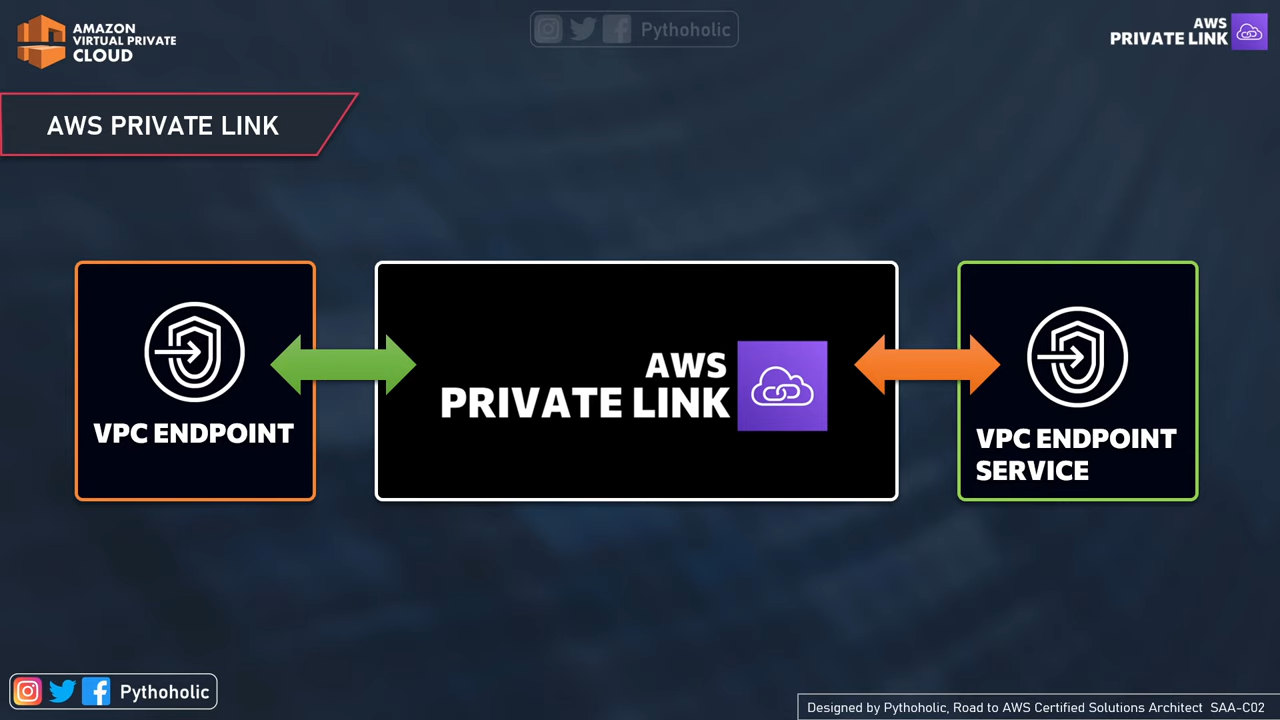 AMAZON
VIRTUAL PRIVATE
CLOUD
Pythoholic
AWS
PRIVATE LINK
AWS PRIVATE LINK
VPC ENDPOINT
AWS
PRIVATE LINK
VPC ENDPOINT
SERVICE
Pythoholic
Designed by Pythoholic, Road to AWS Certified Solutions Architect SAA-C02